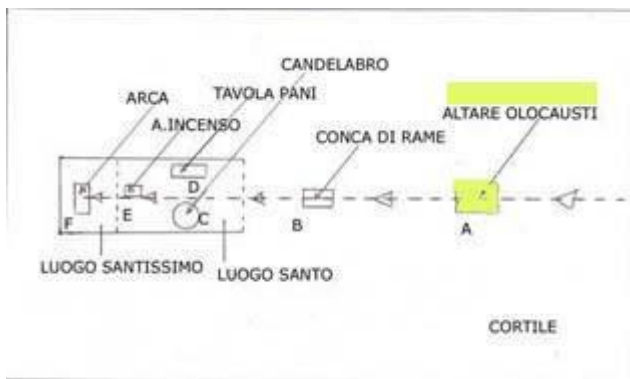 CANDELABRO
ARCA
TAVOLA PANI
A.INCENSO
ALTARE OLOCAUSTI
CONCA DI RAME
D
F
E
C
B
A
LUOGO SANTISSIMO
LUOGO SANTO
CORTILE